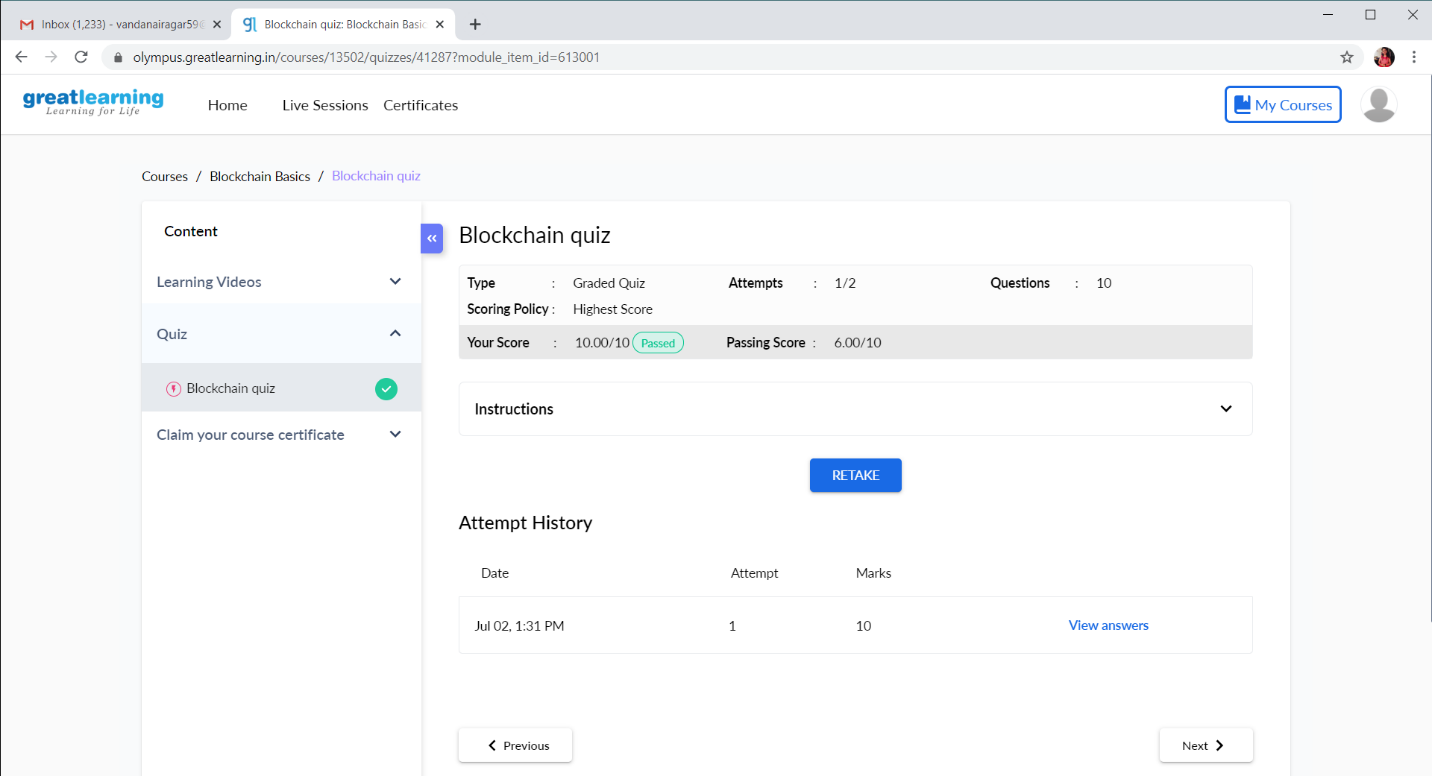 Inbox (1,233) - vandanairagar59@
Blockchain quiz: Blockchain Basic
olympus.greatlearning.in/courses/13502/quizzes/41287?module_item_id=613001
greatlearning
Learning for Life
Home Live Sessions Certificates
My Courses
Courses / Blockchain Basics / Blockchain quiz
Content
Learning Videos
Quiz
Blockchain quiz
Claim your course certificate
Blockchain quiz
Type : Graded Quiz Attempts : 1/2 Questions : 10
Scoring Policy : Highest Score
Your Score : 10.00/10 Passed Passing Score : 6.00/10
Instructions
RETAKE
Attempt History
Date Attempt Marks
Jul 02, 1:31 PM 1 10 View answers
Previous Next